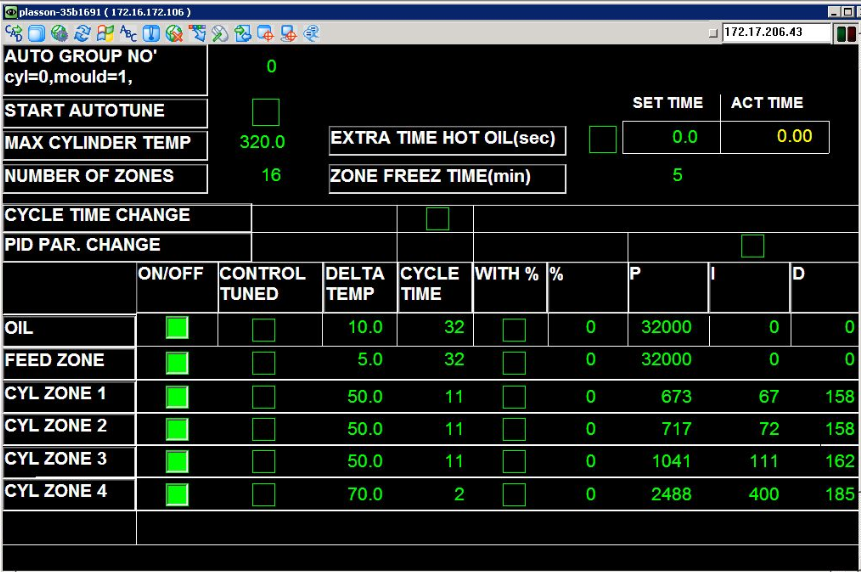 plasson-35b1691 ( 172.16.172.106 )
172.17.206.43
AUTO GROUP NO'
cyl=0,mould=1,
0
START AUTOTUNE
SET TIME ACT TIME
MAX CYLINDER TEMP 320.0 EXTRA TIME HOT OIL(sec) 0.0 0.00
NUMBER OF ZONES 16 ZONE FREEZ TIME(min) 5
CYCLE TIME CHANGE
PID PAR. CHANGE
ON/OFF CONTROL TUNED DELTA TEMP CYCLE TIME WITH % % P I D
OIL 10.0 32 0 32000 0 0
FEED ZONE 5.0 32 0 32000 0 0
CYL ZONE 1 50.0 11 0 673 67 158
CYL ZONE 2 50.0 11 0 717 72 158
CYL ZONE 3 50.0 11 0 1041 111 162
CYL ZONE 4 70.0 2 0 2488 400 185